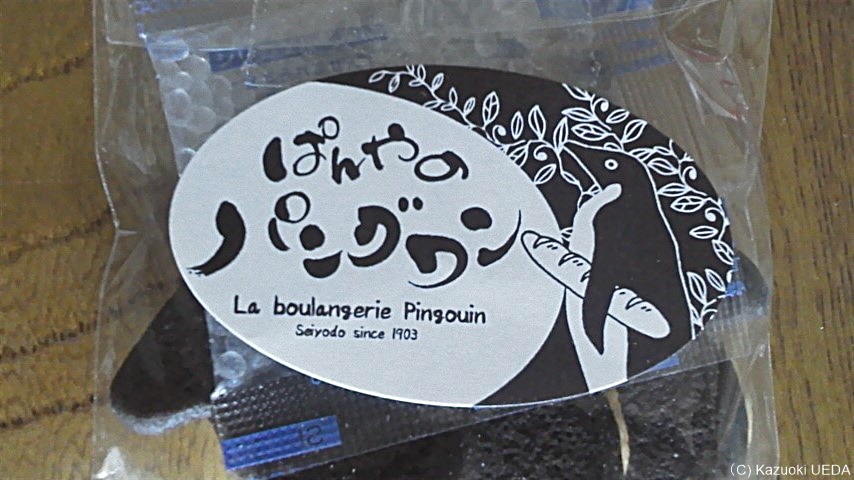 ぱんやの
パングワン
La boulangerie Pingouin
Seiyodo since 1903
(C) Kazuoki UEDA